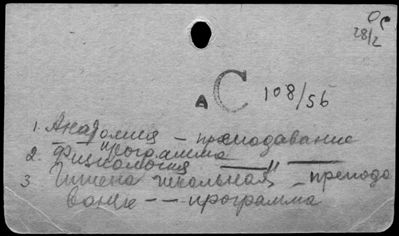 Ос
28/2
А С 108/56
1. Анатомия – преподавание
программа
2. Физиология — " —
3 Гигиена школьная – препода
вание – – программа